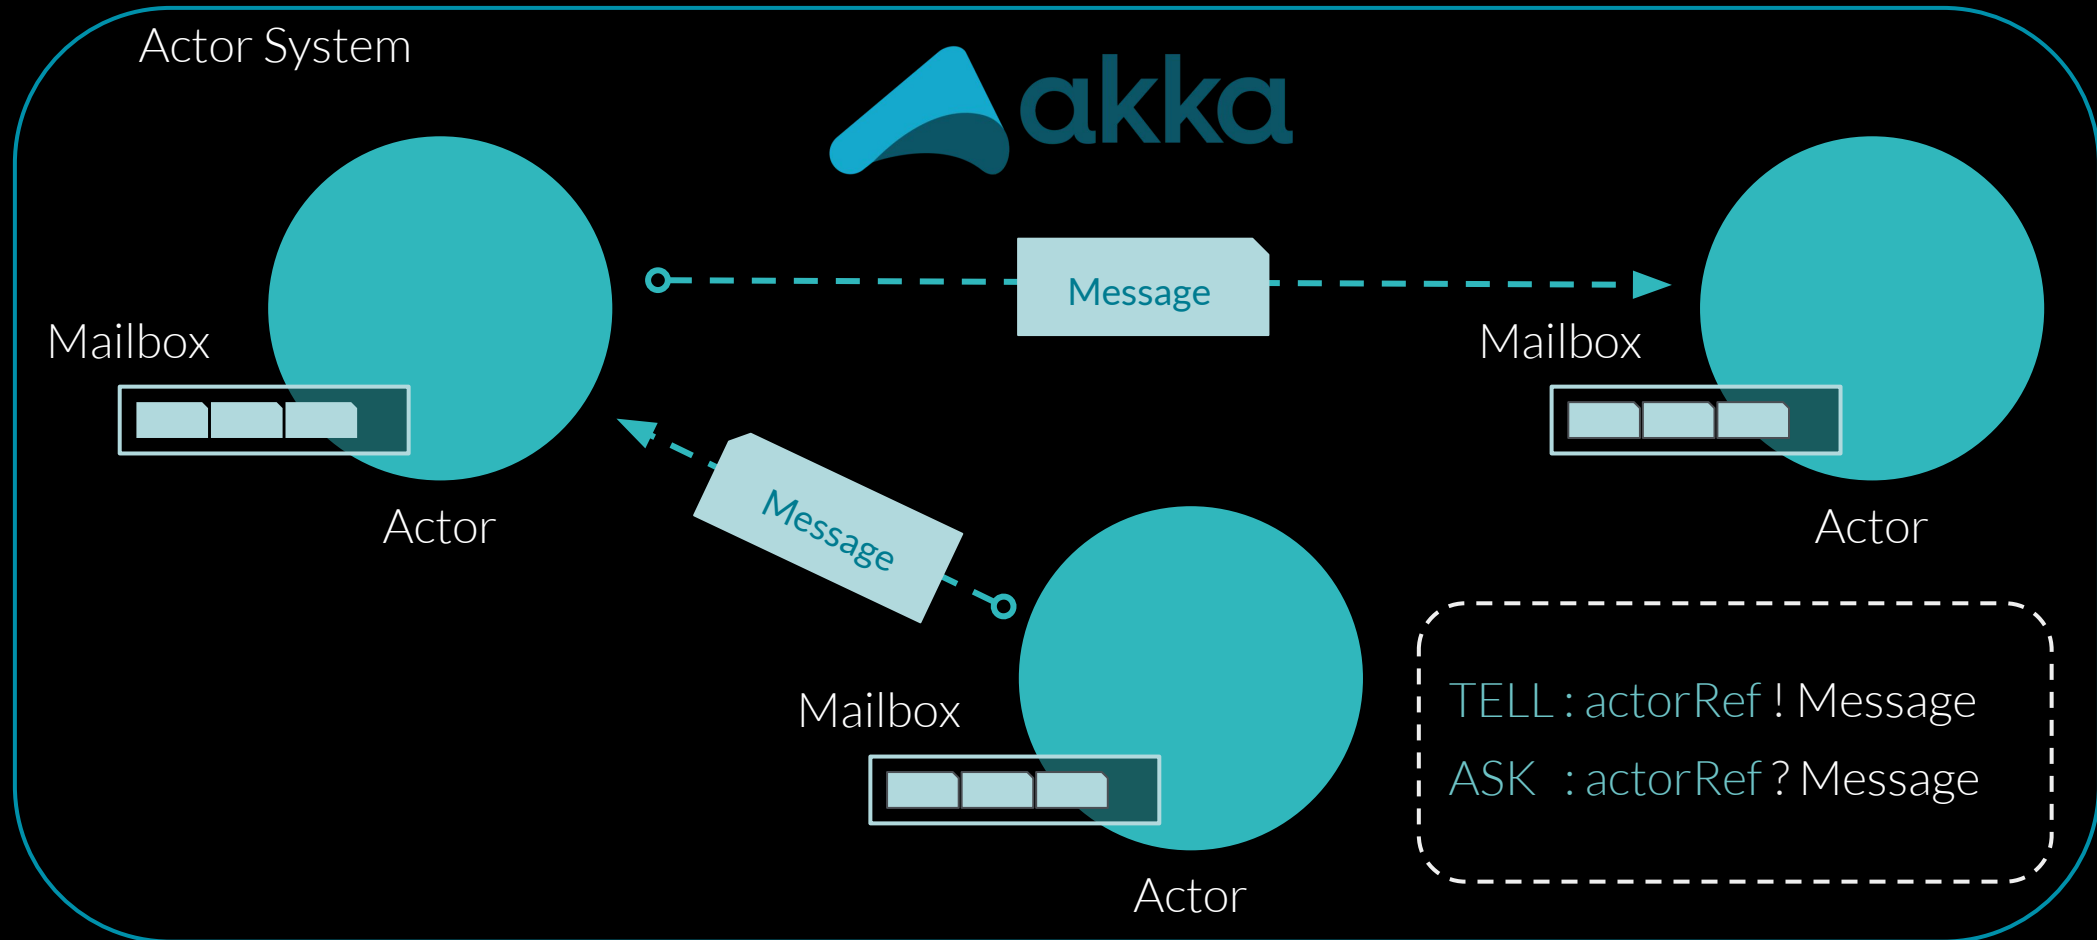 Actor System
akka
Message
Mailbox
Mailbox
Actor
Message
Actor
Mailbox
Actor
TELL : actorRef ! Message
ASK : actorRef ? Message